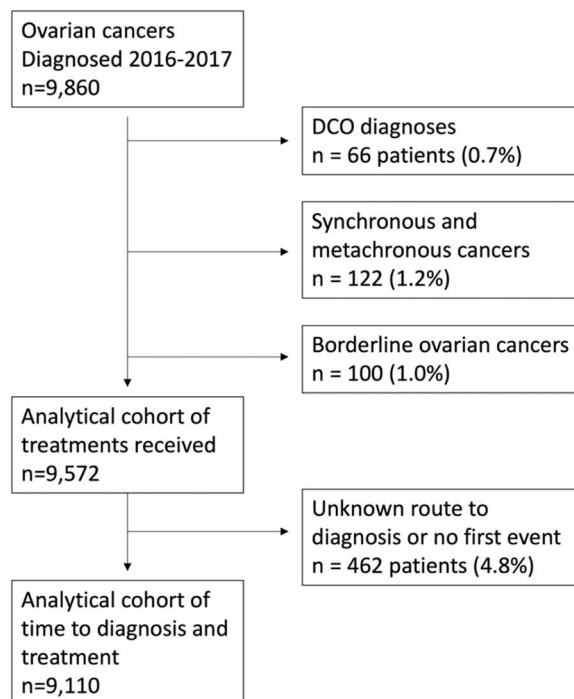 Ovarian cancers
Diagnosed 2016-2017
n=9,860
DCO diagnoses
n = 66 patients (0.7%)
Synchronous and
metachronous cancers
n = 122 (1.2%)
Borderline ovarian cancers
n = 100 (1.0%)
Analytical cohort of
treatments received
n=9,572
Unknown route to
diagnosis or no first event
n = 462 patients (4.8%)
Analytical cohort of
time to diagnosis and
treatment
n=9,110